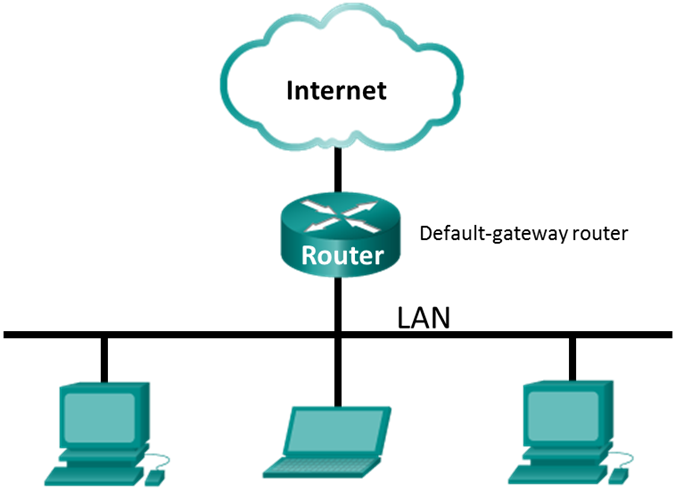 Internet
Default-gateway router
Router
LAN